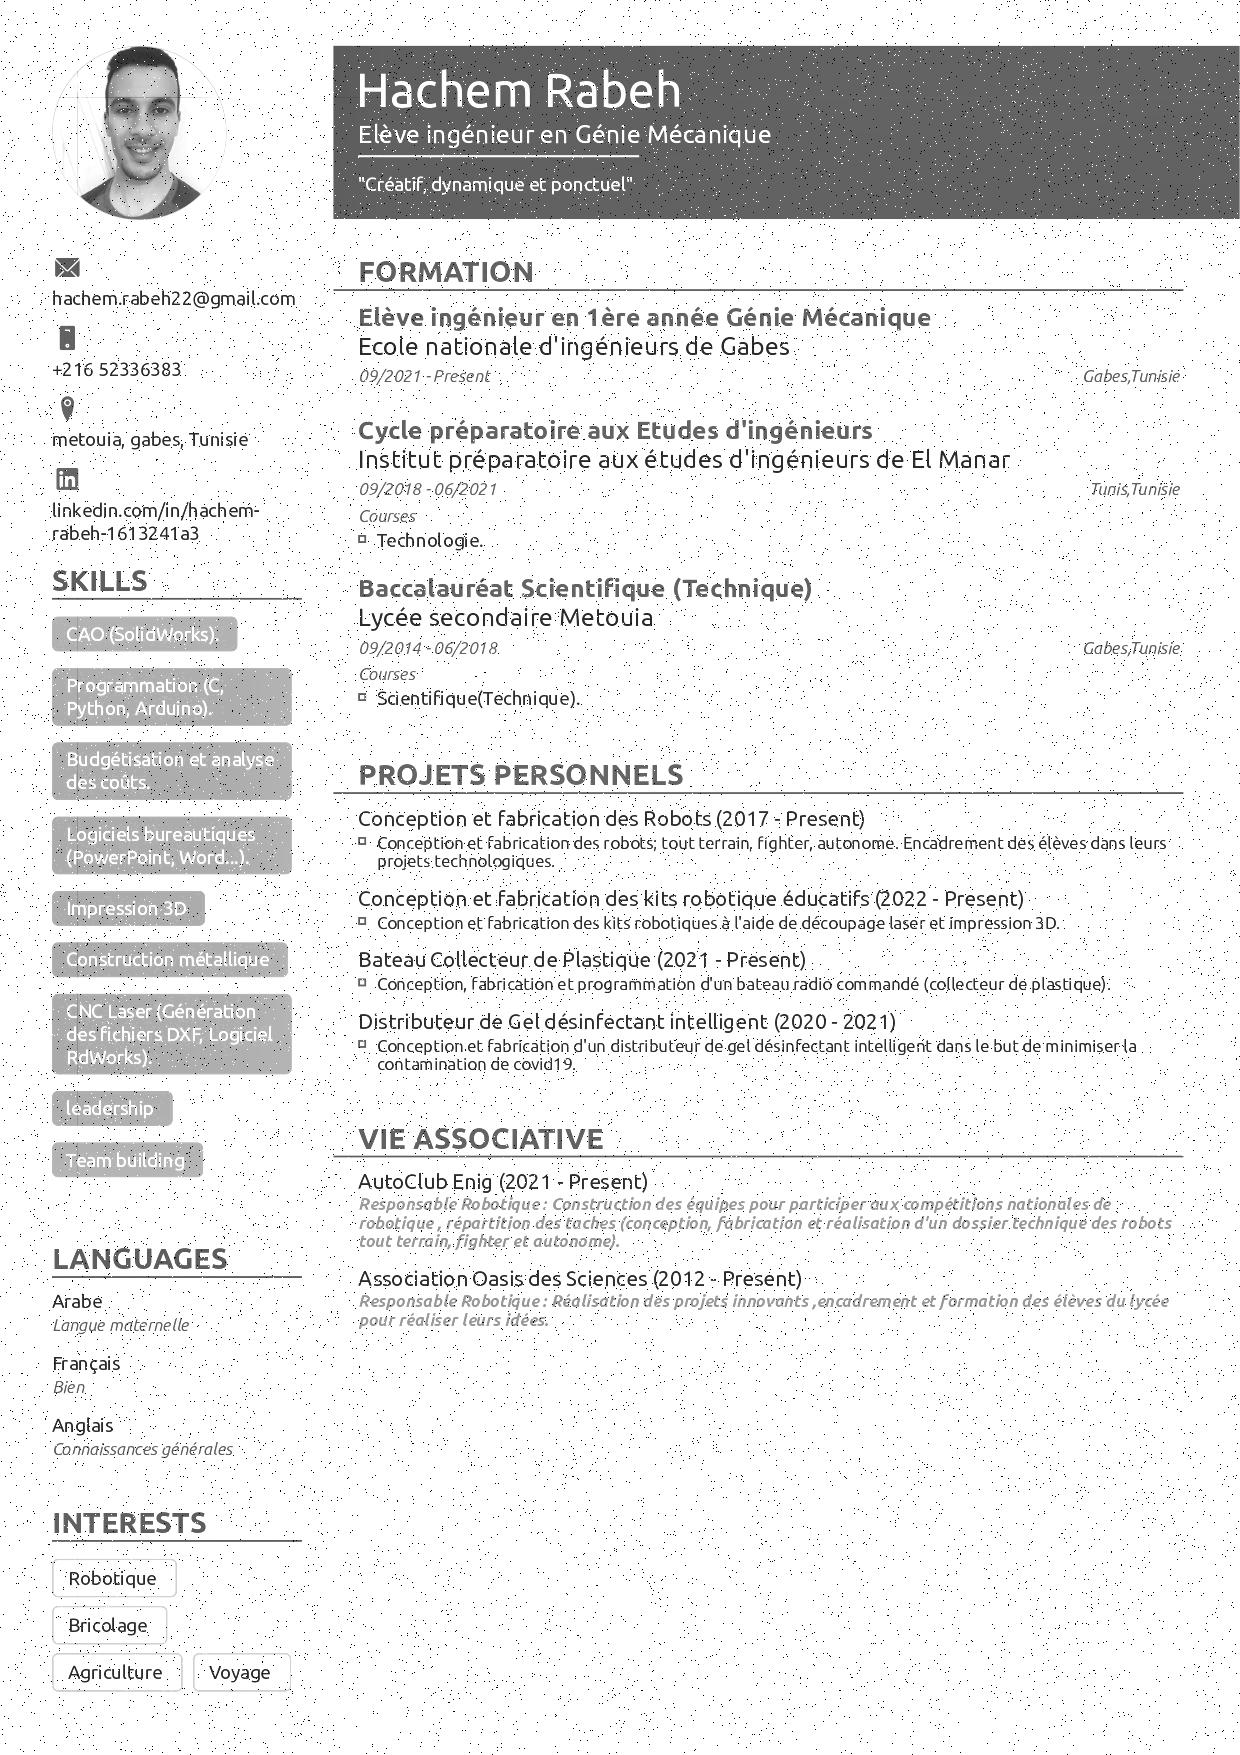 Hachem Rabeh
Elève ingénieur en Génie Mécanique
"Créatif, dynamique et ponctuel"
hachem.rabeh22@gmail.com
+216 52336383
metouia, gabes, Tunisie
linkedin.com/in/hachem-
rabeh-1613241a3
SKILLS
CAO (SolidWorks).
Programmation (C,
Python, Arduino).
Budgétisation et analyse
des coûts.
Logiciels bureautiques
(PowerPoint, Word...).
Impression 3D
Construction métallique
CNC Laser (Génération
des fichiers DXF, Logiciel
RdWorks).
leadership
Team building
LANGUAGES
Arabe
Langue maternelle
Français
Bien
Anglais
Connaissances générales
INTERESTS
Robotique
Bricolage
Agriculture Voyage
FORMATION
Elève ingénieur en 1ère année Génie Mécanique
Ecole nationale d'ingénieurs de Gabes
09/2021 - Present Gabes,Tunisie
Cycle préparatoire aux Etudes d'ingénieurs
Institut préparatoire aux études d'ingénieurs de El Manar
09/2018 - 06/2021 Tunis,Tunisie
Courses
Technologie.
Baccalauréat Scientifique (Technique)
Lycée secondaire Metouia
09/2014 - 06/2018 Gabes,Tunisie
Courses
Scientifique(Technique).
PROJETS PERSONNELS
Conception et fabrication des Robots (2017 - Present)
Conception et fabrication des robots; tout terrain, fighter, autonome. Encadrement des élèves dans leurs
projets technologiques.
Conception et fabrication des kits robotique éducatifs (2022 - Present)
Conception et fabrication des kits robotiques à l'aide de découpage laser et impression 3D.
Bateau Collecteur de Plastique (2021 - Present)
Conception, fabrication et programmation d'un bateau radio commandé (collecteur de plastique).
Distributeur de Gel désinfectant intelligent (2020 - 2021)
Conception et fabrication d'un distributeur de gel désinfectant intelligent dans le but de minimiser la
contamination de covid19.
VIE ASSOCIATIVE
AutoClub Enig (2021 - Present)
Responsable Robotique : Construction des équipes pour participer aux compétitions nationales de
robotique , répartition des taches (conception, fabrication et réalisation d'un dossier technique des robots
tout terrain, fighter et autonome).
Association Oasis des Sciences (2012 - Present)
Responsable Robotique : Réalisation des projets innovants ,encadrement et formation des élèves du lycée
pour réaliser leurs idées.